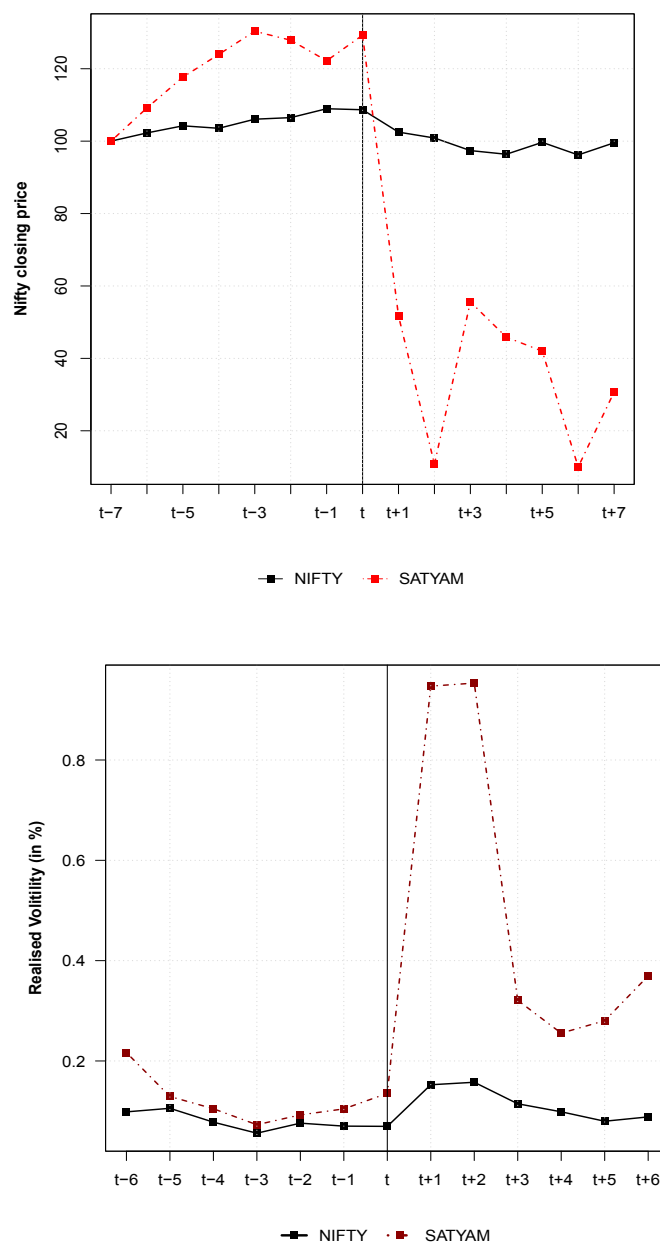 Nifty closing price
120
100
80
60
40
20
t−7 t−5 t−3 t−1 t t+1 t+3 t+5 t+7
NIFTY SATYAM
Realised Volitility (in %)
0.8
0.6
0.4
0.2
t−6 t−5 t−4 t−3 t−2 t−1 t t+1 t+2 t+3 t+4 t+5 t+6
NIFTY SATYAM